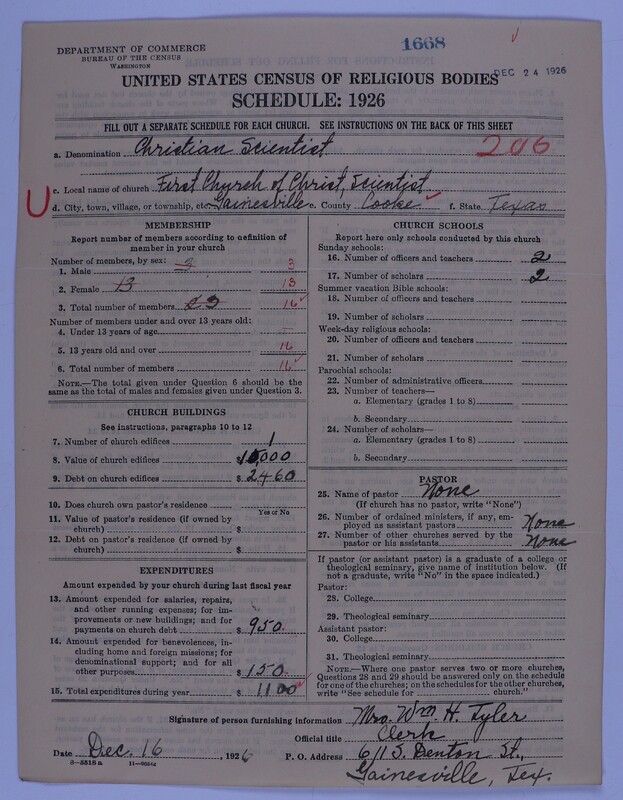 1668
DEPARTMENT OF COMMERCE
BUREAU OF THE CENSUS
WASHINGTON
DEC 24 1926
UNITED STATES CENSUS OF RELIGIOUS BODIES
SCHEDULE: 1926
FILL OUT A SEPARATE SCHEDULE FOR EACH CHURCH. SEE INSTRUCTIONS ON THE BACK OF THIS SHEET
a. Denomination Christian Scientist 206
c. Local name of church First Church of Christ, Scientist
U d. City, town, village, or township, etc. Gainesville e. County Cooke f. State Texas
MEMBERSHIP
Report number of members according to definition of
member in your church
Number of members, by sex:
1. Male 3 3
2. Female 13 13
3. Total number of members 16
Number of members under and over 13 years old:
4. Under 13 years of age
5. 13 years old and over 16
6. Total number of members 16
NOTE.—The total given under Question 6 should be
same as the total of males and females given under Question 3.
CHURCH BUILDINGS
See instructions, paragraphs 10 to 12
7. Number of church edifices 1
8. Value of church edifices $ 10,000
9. Debt on church edifices $ 2460
10. Does church own pastor's residence
Yes or No
11. Value of pastor's residence (if owned by
church) $
12. Debt on pastor's residence (if owned by
church) $
EXPENDITURES
Amount expended by your church during last fiscal year
13. Amount expended for salaries, repairs,
and other running expenses; for im-
provements or new buildings; and for
payments on church debt $ 950
14. Amount expended for benevolences, in-
cluding home and foreign missions; for
denominational support; and for all
other purposes $ 150
15. Total expenditures during year $ 1100
CHURCH SCHOOLS
Report here only schools conducted by this church
Sunday schools:
16. Number of officers and teachers 2
17. Number of scholars 2
Summer vacation Bible schools:
18. Number of officers and teachers
19. Number of scholars
Week-day religious schools:
20. Number of officers and teachers
21. Number of scholars
Parochial schools:
22. Number of administrative officers
23. Number of teachers—
a. Elementary (grades 1 to 8)
b. Secondary
24. Number of scholars—
a. Elementary (grades 1 to 8)
b. Secondary
PASTOR
25. Name of pastor None
(If church has no pastor, write "None")
26. Number of ordained ministers, if any, em-
ployed as assistant pastors None
27. Number of other churches served by the
pastor or his assistants None
If pastor (or assistant pastor) is a graduate of a college or
theological seminary, give name of institution below. (If
not a graduate, write "No" in the space indicated.)
Pastor:
28. College
29. Theological seminary
Assistant pastor:
30. College
31. Theological seminary
NOTE.—Where one pastor serves two or more churches,
Questions 28 and 29 should be answered only on the schedule
for one of the churches; on the schedules for the other churches,
write "See schedule for church."
Signature of person furnishing information Mrs. Wm. H. Tyler
Official title Clerk
Date Dec. 16, 1926 P. O. Address 611 S. Denton St.,
Gainesville, Tex.
8—5518a